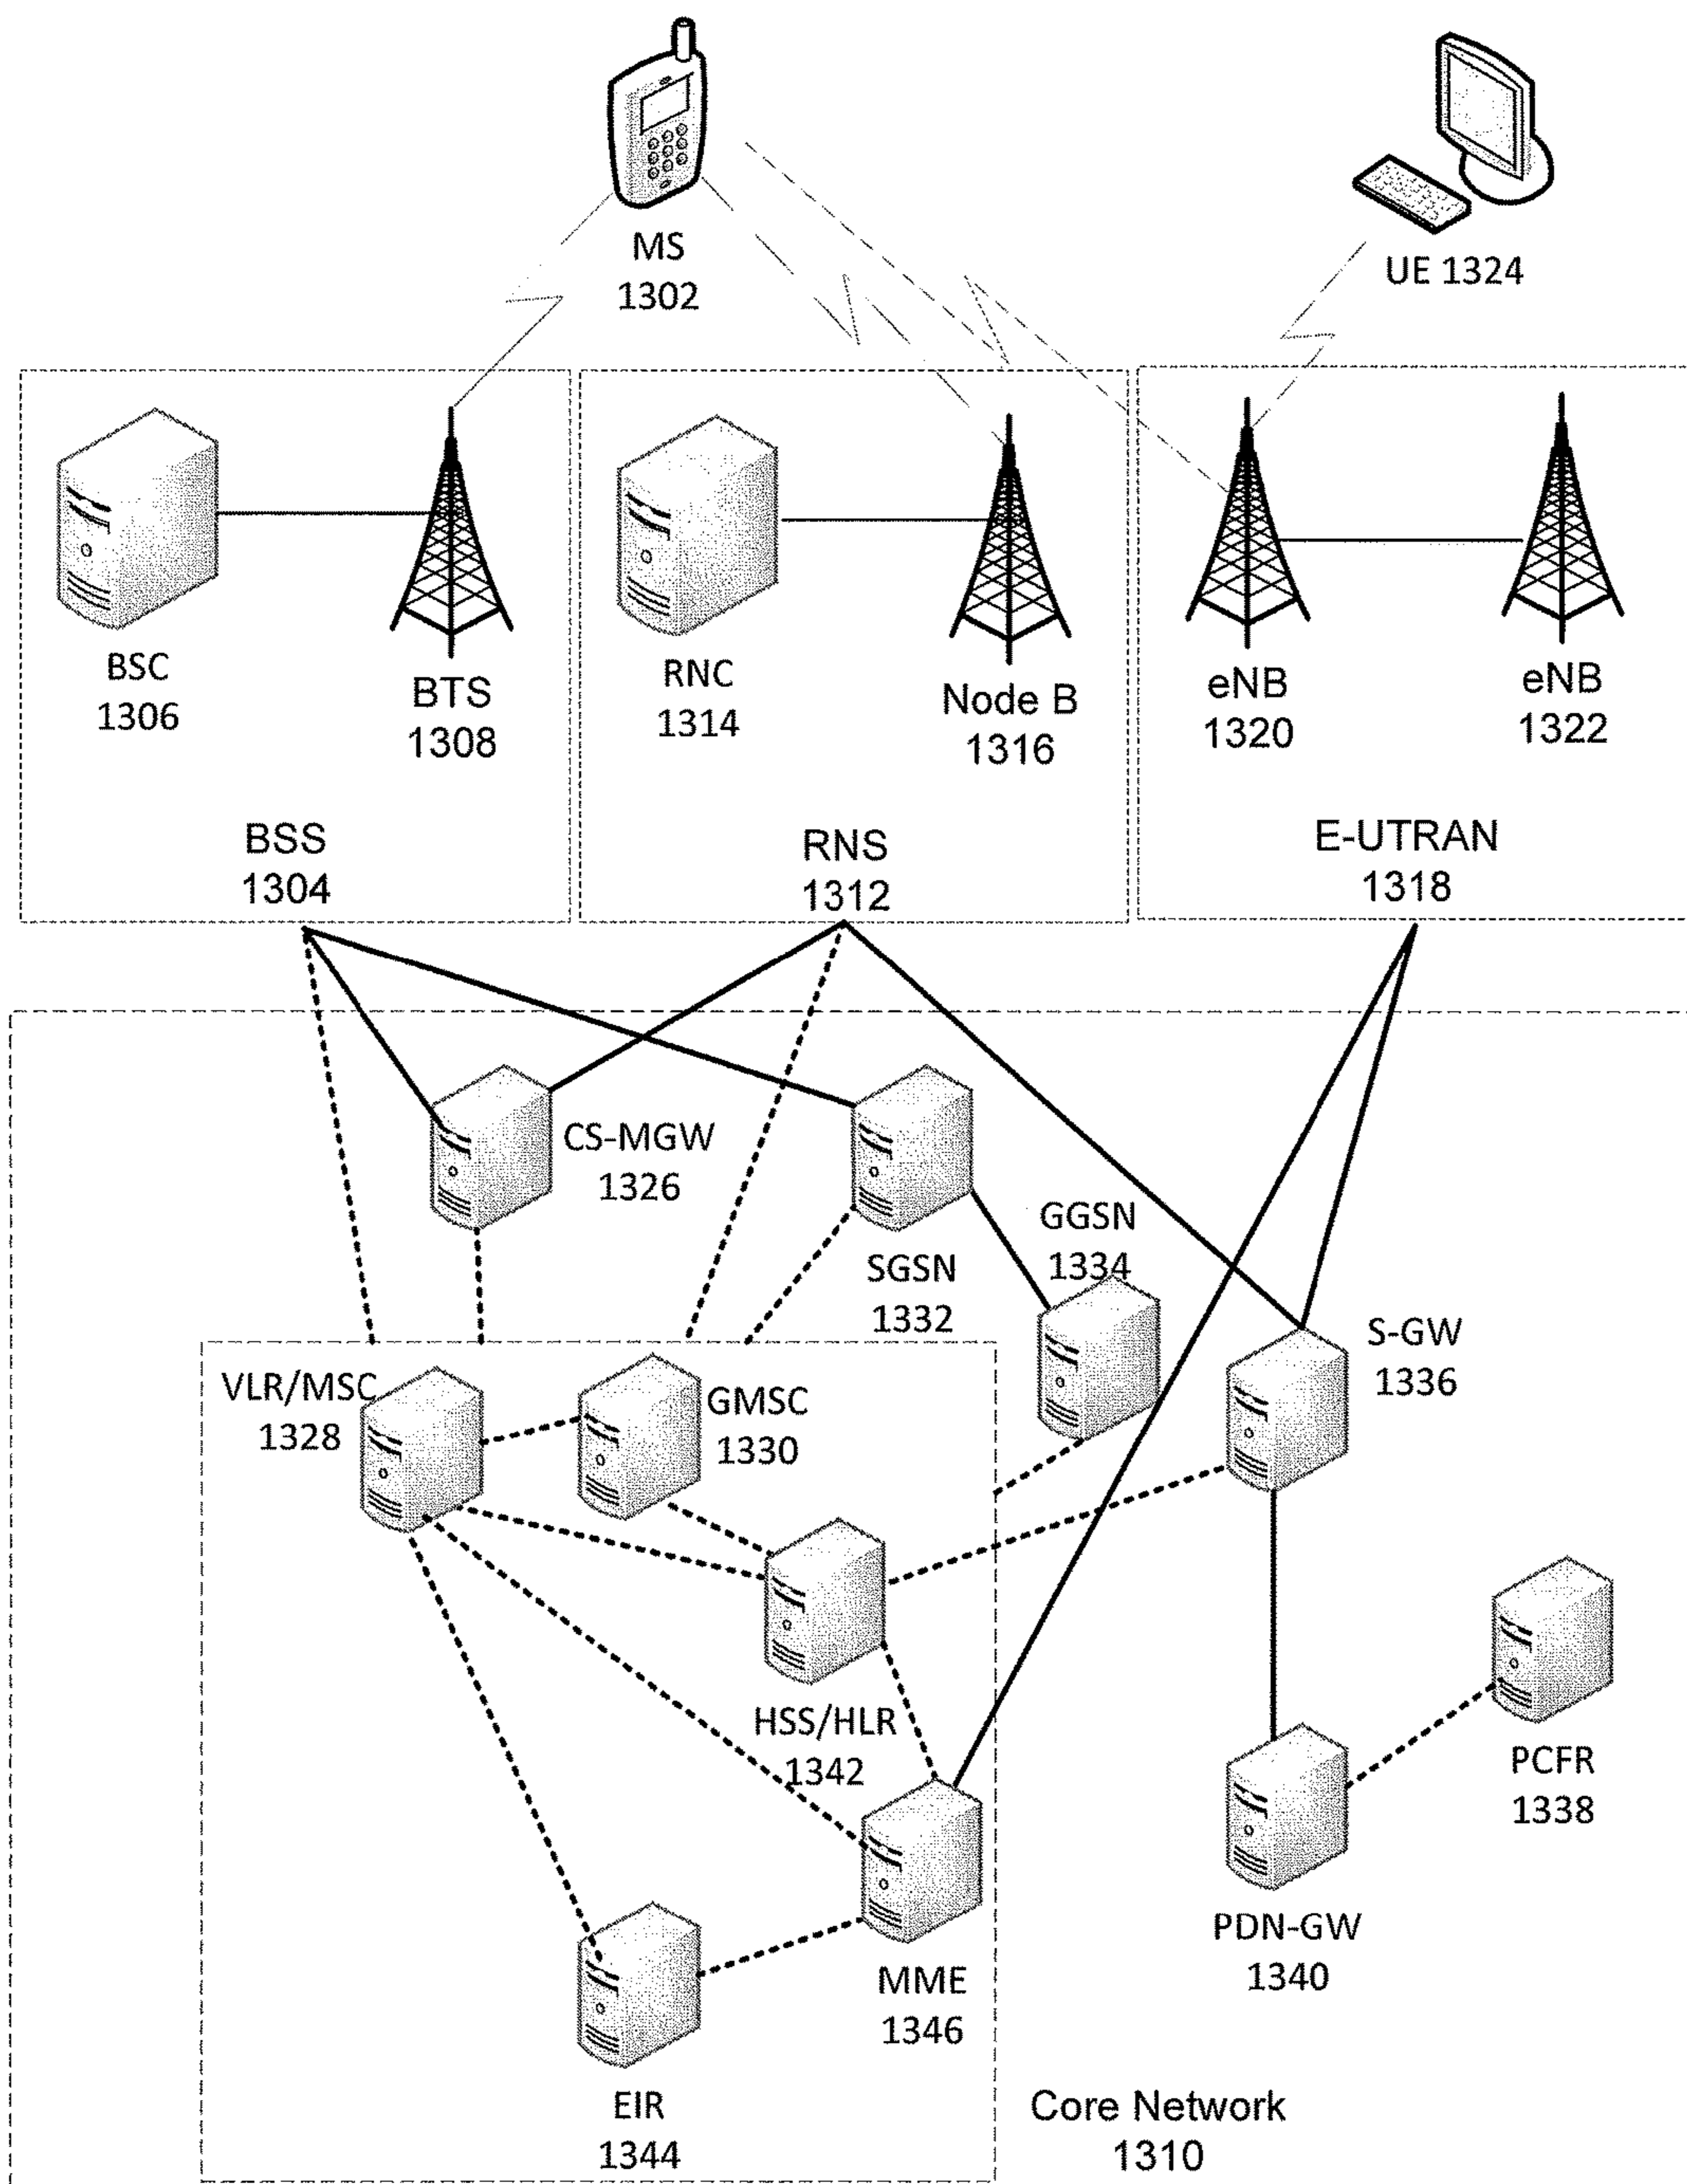 MS
1302
UE 1324
BSC
1306
BTS
1308
RNC
1314
Node B
1316
eNB
1320
eNB
1322
BSS
1304
RNS
1312
E-UTRAN
1318
CS-MGW
1326
SGSN
1332
GGSN
1334
S-GW
1336
VLR/MSC
1328
GMSC
1330
HSS/HLR
1342
PCFR
1338
PDN-GW
1340
MME
1346
EIR
1344
Core Network
1310